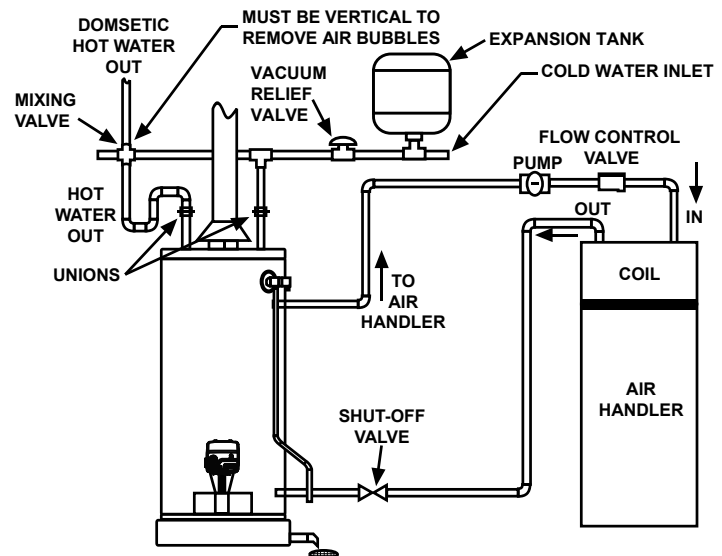 DOMSETIC
HOT WATER
OUT
MUST BE VERTICAL TO
REMOVE AIR BUBBLES
EXPANSION TANK
COLD WATER INLET
VACUUM
RELIEF
VALVE
MIXING
VALVE
FLOW CONTROL
VALVE
PUMP
HOT
WATER
OUT
OUT
IN
UNIONS
TO
AIR
HANDLER
COIL
AIR
HANDLER
SHUT-OFF
VALVE